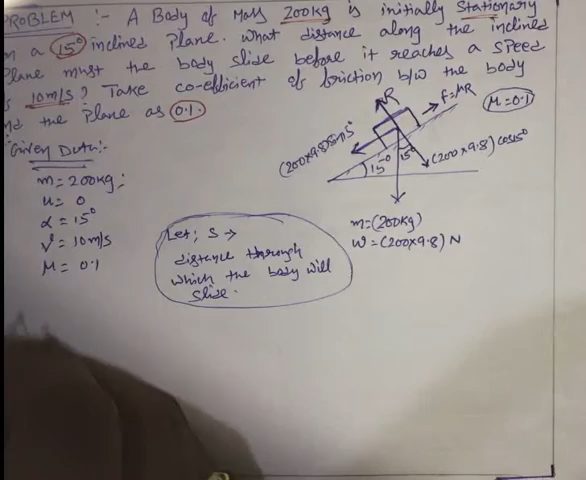 PROBLEM :- A Body of Mass 200kg is initially Stationary
n a 15° inclined Plane. What distance along the inclined
Plane must the body slide before it reaches a speed
10m/s? Take co-efficient of friction b/w the body
nd the Plane as 0.1.
Given Data:-
m = 200kg;
u = 0
α = 15°
V = 10m/s
μ = 0.1
Let; S →
distance through
which the body will
slide.
R
F=μR
μ=0.1
(200×9.8)sin15°
15°
15°
(200×9.8)cos15°
m=(200kg)
W=(200×9.8) N